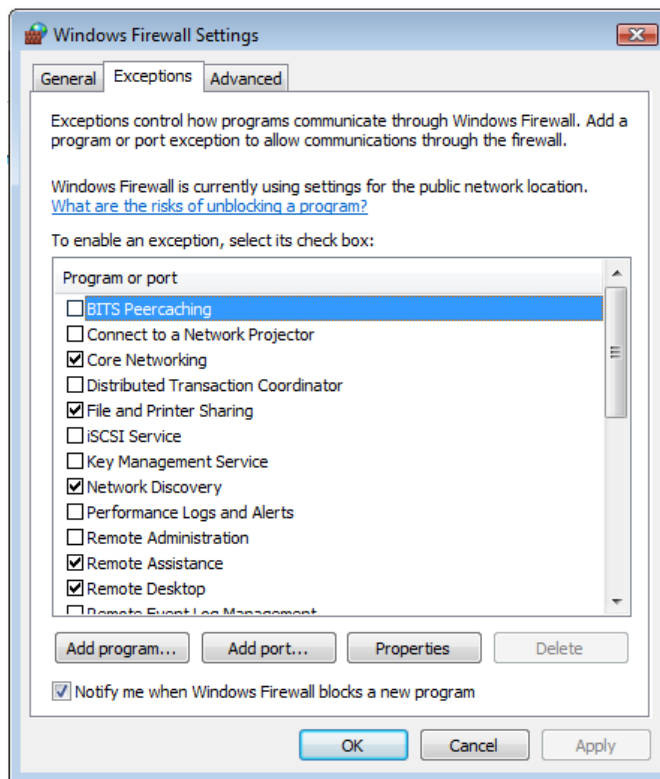 Windows Firewall Settings
General Exceptions Advanced
Exceptions control how programs communicate through Windows Firewall. Add a
program or port exception to allow communications through the firewall.
Windows Firewall is currently using settings for the public network location.
What are the risks of unblocking a program?
To enable an exception, select its check box:
Program or port
BITS Peercaching
Connect to a Network Projector
Core Networking
Distributed Transaction Coordinator
File and Printer Sharing
iSCSI Service
Key Management Service
Network Discovery
Performance Logs and Alerts
Remote Administration
Remote Assistance
Remote Desktop
Remote Event Log Management
Add program... Add port... Properties Delete
Notify me when Windows Firewall blocks a new program
OK Cancel Apply